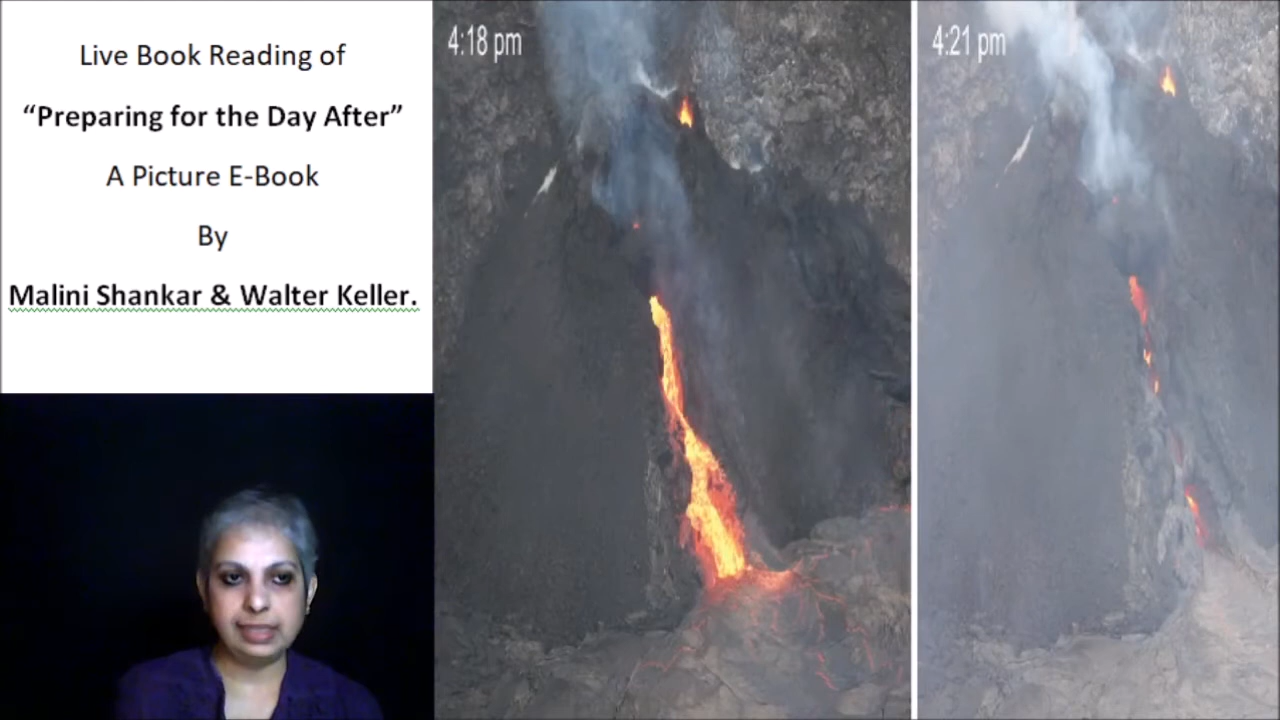 Live Book Reading of
“Preparing for the Day After”
A Picture E-Book
By
Malini Shankar & Walter Keller.
4:18 pm
4:21 pm